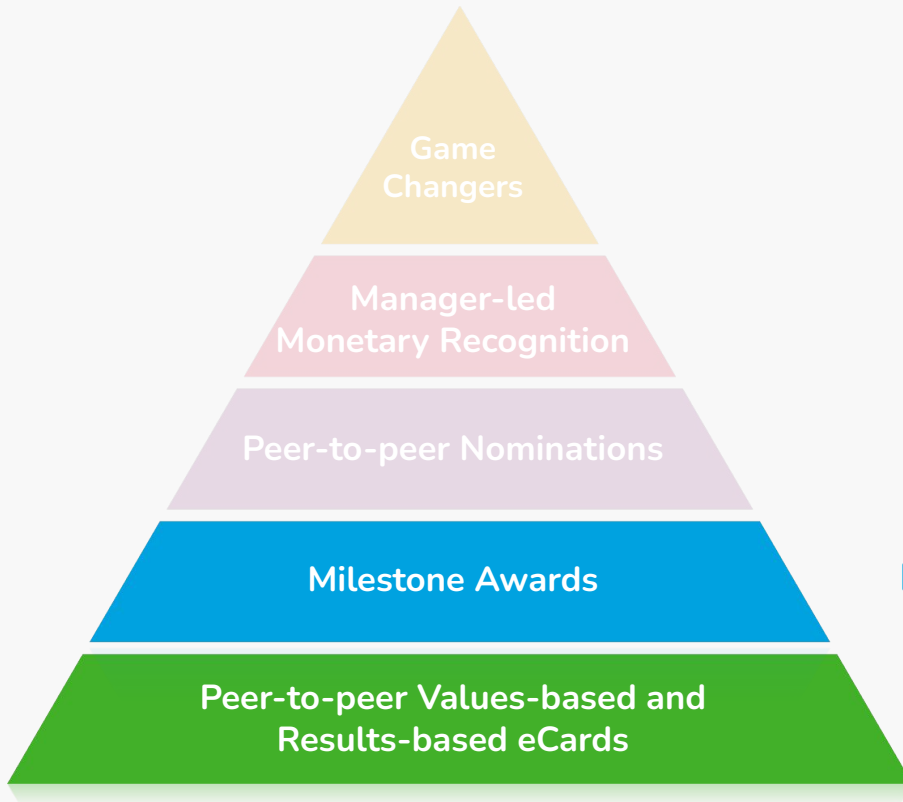 Game
Changers
Manager-led
Monetary Recognition
Peer-to-peer Nominations
Milestone Awards
Peer-to-peer Values-based and
Results-based eCards